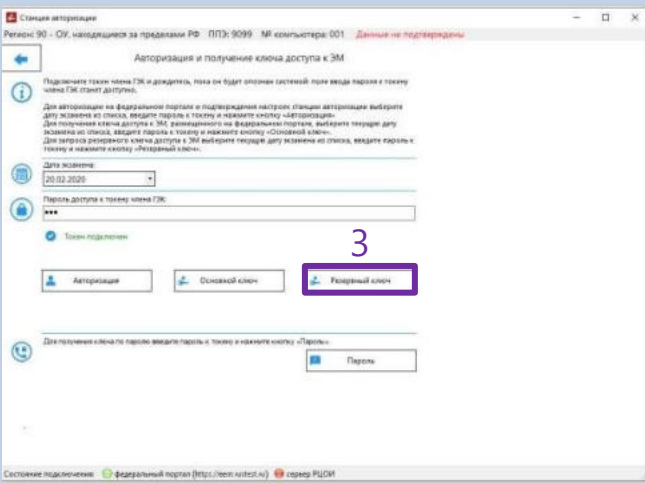 Станция авторизации
Регион: 90 - ОУ, находящиеся за пределами РФ ППЭ: 9099 № компьютера: 001 Данные не подтверждены
Авторизация и получение ключа доступа к ЭМ
Подключите токен члена ГЭК и дождитесь, пока он будет опознан системой: поле ввода пароля к токену
члена ГЭК станет доступно.
Для авторизации на федеральном портале и подтверждения настроек станции авторизации выберите
дату экзамена из списка, введите пароль к токену и нажмите кнопку «Авторизация»
Для получения ключа доступа к ЭМ, размещенного на федеральном портале, выберите текущую дату
экзамена из списка, введите пароль к токену и нажмите кнопку «Основной ключ».
Для запроса резервного ключа доступа к ЭМ выберите текущую дату экзамена из списка, введите пароль к
токену и нажмите кнопку «Резервный ключ».
Дата экзамена:
20.02.2020
Пароль доступа к токену члена ГЭК:
•••
Токен подключен
3
Авторизация Основной ключ Резервный ключ
Для получения ключа по паролю введите пароль к токену и нажмите кнопку «Пароль».
Пароль
Состояние подключения: федеральный портал (https://eem.rustest.ru) сервер РЦОИ